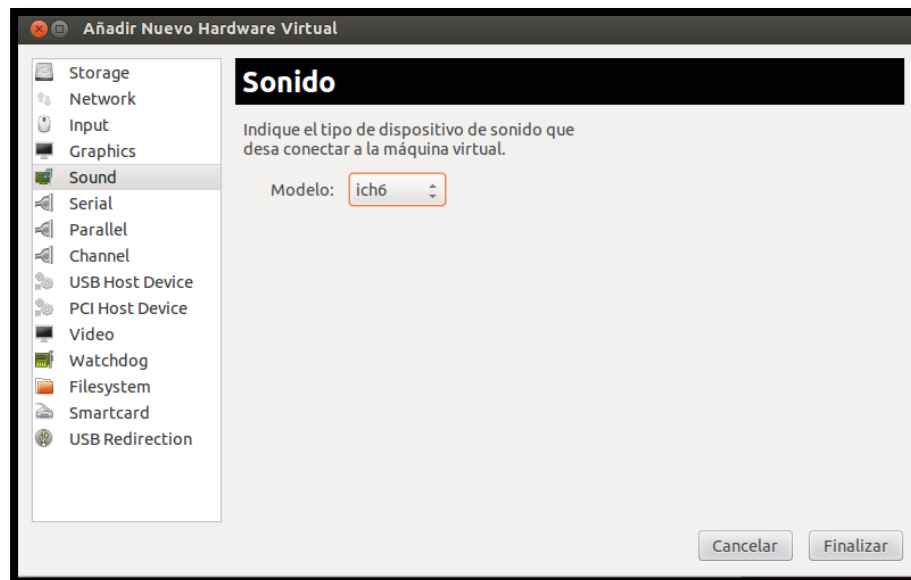 Añadir Nuevo Hardware Virtual
Storage
Network
Input
Graphics
Sound
Serial
Parallel
Channel
USB Host Device
PCI Host Device
Video
Watchdog
Filesystem
Smartcard
USB Redirection
Sonido
Indique el tipo de dispositivo de sonido que
desa conectar a la máquina virtual.
Modelo: ich6
Cancelar Finalizar